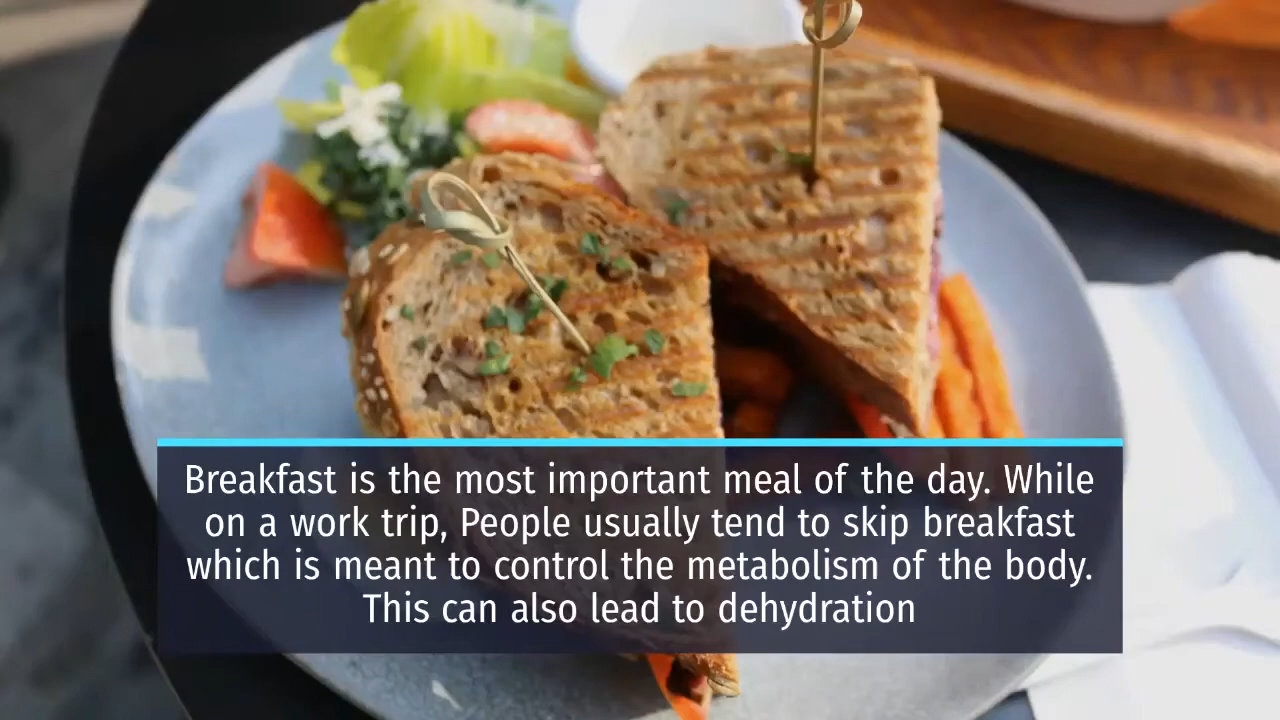 Breakfast is the most important meal of the day. While
on a work trip, People usually tend to skip breakfast
which is meant to control the metabolism of the body.
This can also lead to dehydration